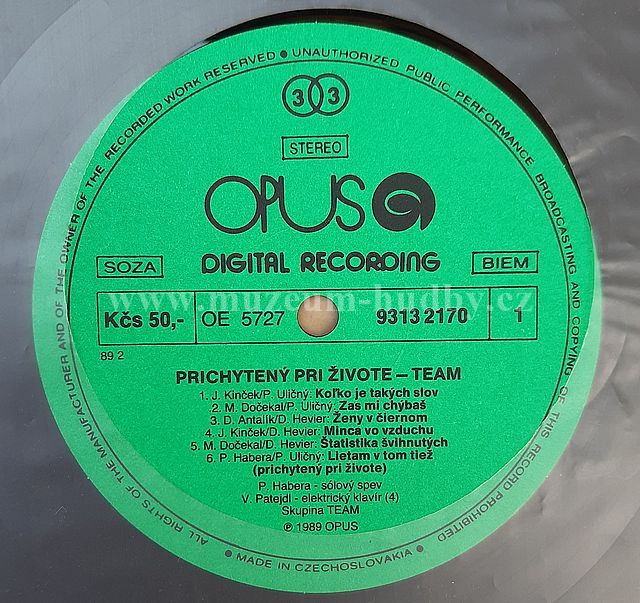 ALL RIGHTS OF THE MANUFACTURER AND OF THE OWNER OF THE RECORDED WORK RESERVED • UNAUTHORIZED PUBLIC PERFORMANCE BROADCASTING AND COPYING OF THIS RECORD PROHIBITED
33
STEREO
OPUS
SOZA DIGITAL RECORDING BIEM
www.muzeum-hudby.cz
Kčs 50,- OE 5727 9313 2170 1
89 2
PRICHYTENÝ PRI ŽIVOTE – TEAM
1. J. Kinček/P. Uličný: Koľko je takých slov
2. M. Dočekal/P. Uličný: Zas mi chýbaš
3. D. Antalík/D. Hevier: Ženy v čiernom
4. J. Kinček/D. Hevier: Minca vo vzduchu
5. M. Dočekal/D. Hevier: Štatistika švihnutých
6. P. Habera/P. Uličný: Lietam v tom tiež
(prichytený pri živote)
P. Habera - sólový spev
V. Patejdl - elektrický klavír (4)
Skupina TEAM
℗ 1989 OPUS
• MADE IN CZECHOSLOVAKIA •